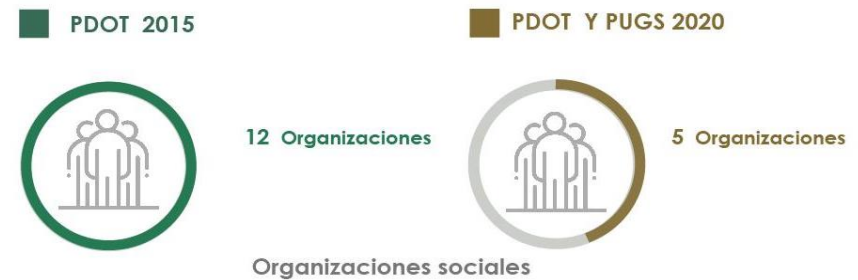 PDOT 2015
PDOT Y PUGS 2020
12 Organizaciones
5 Organizaciones
Organizaciones sociales